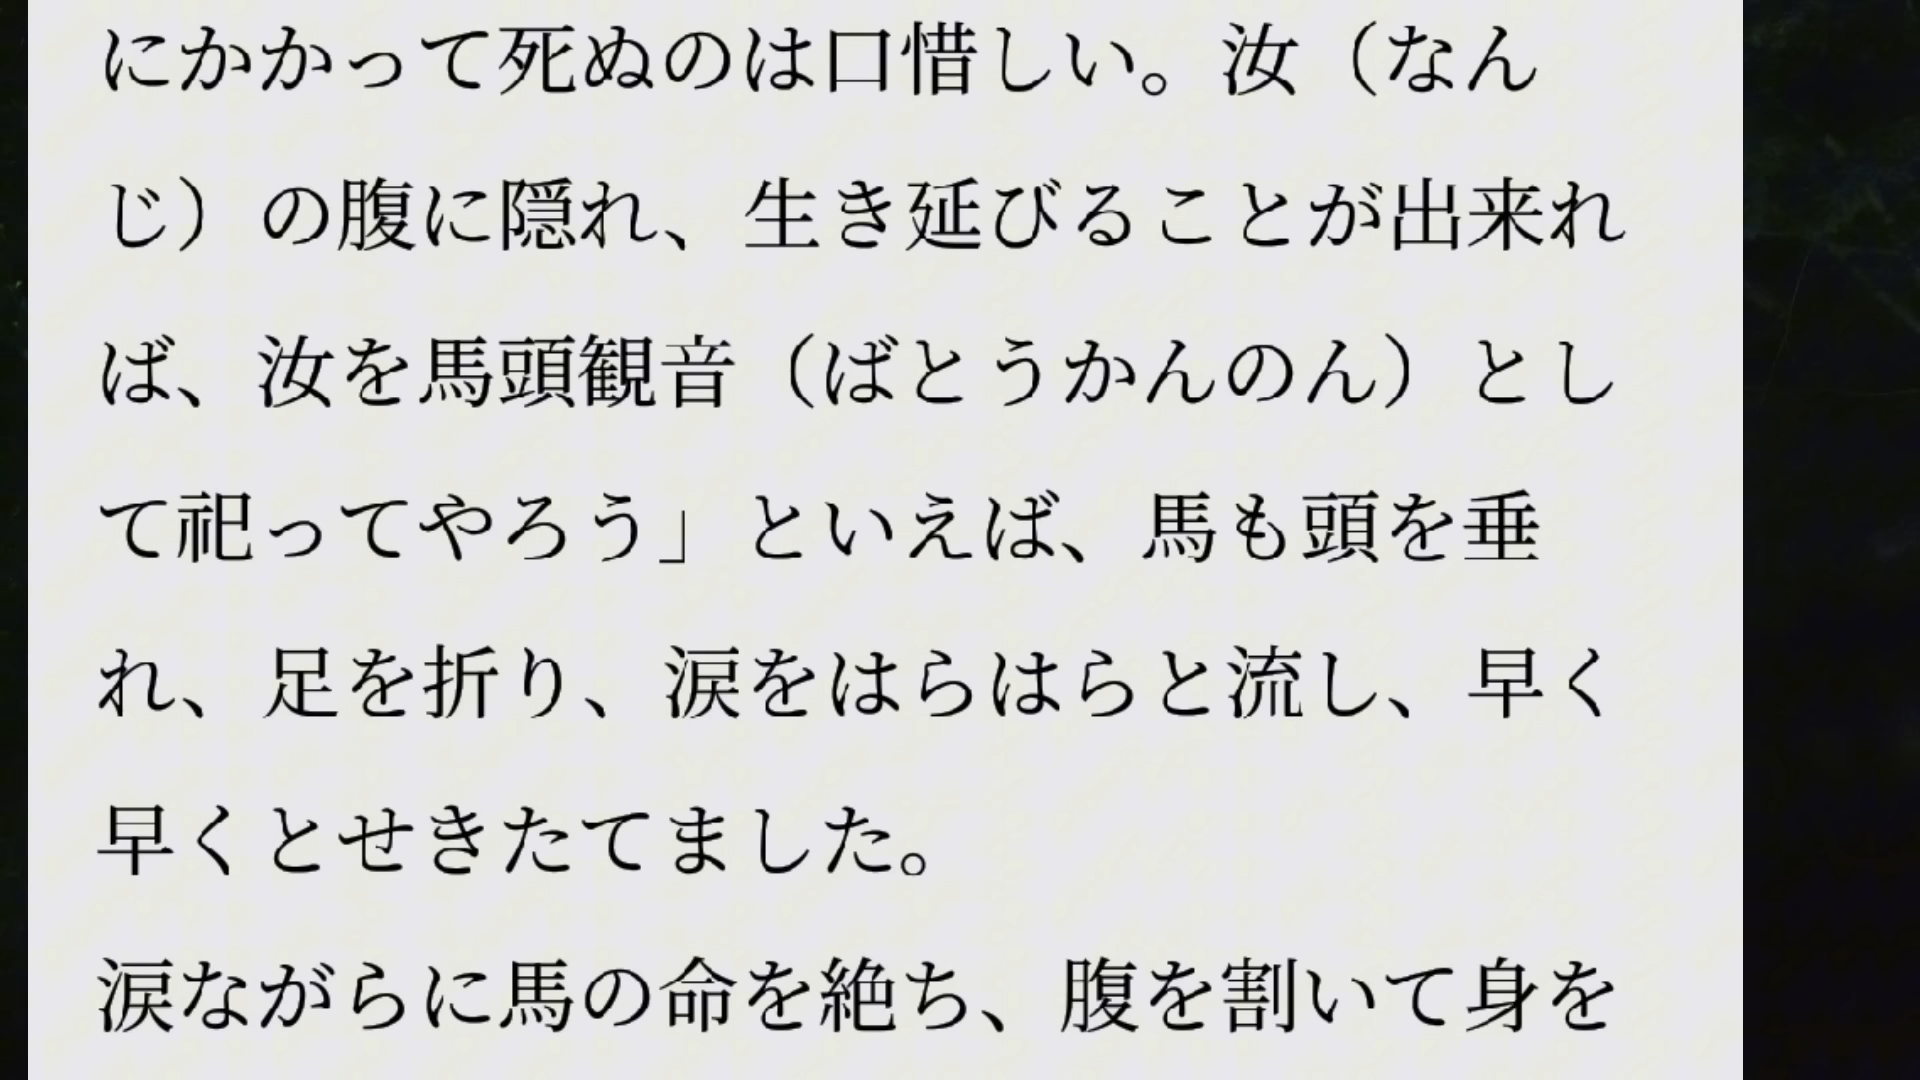 にかかって死ぬのは口惜しい。汝（なん
じ）の腹に隠れ、生き延びることが出来れ
ば、汝を馬頭観音（ばとうかんのん）とし
て祀ってやろう」といえば、馬も頭を垂
れ、足を折り、涙をはらはらと流し、早く
早くとせきたてました。
涙ながらに馬の命を絶ち、腹を割いて身を